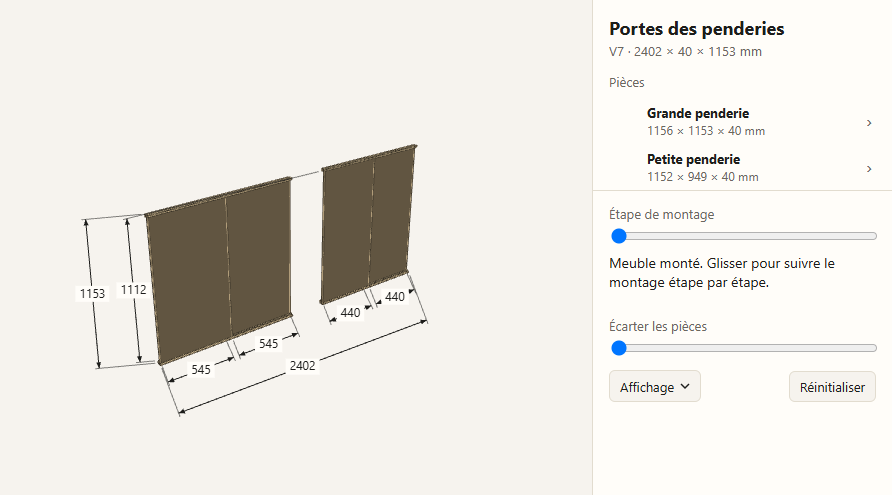 Portes des penderies
V7 · 2402 × 40 × 1153 mm
Pièces
Grande penderie
1156 × 1153 × 40 mm
Petite penderie
1152 × 949 × 40 mm
Étape de montage
Meuble monté. Glisser pour suivre le
montage étape par étape.
Écarter les pièces
Affichage
Réinitialiser
1153
1112
545
545
440
440
2402